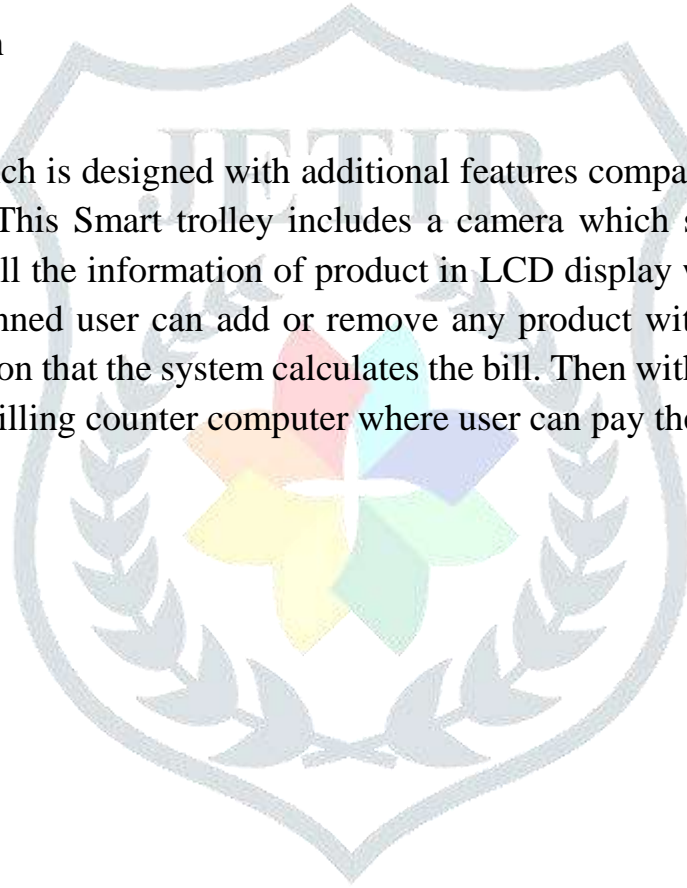 n
JETIR
ch is designed with additional features compa
This Smart trolley includes a camera which s
ll the information of product in LCD display
nned user can add or remove any product wit
on that the system calculates the bill. Then with
illing counter computer where user can pay the